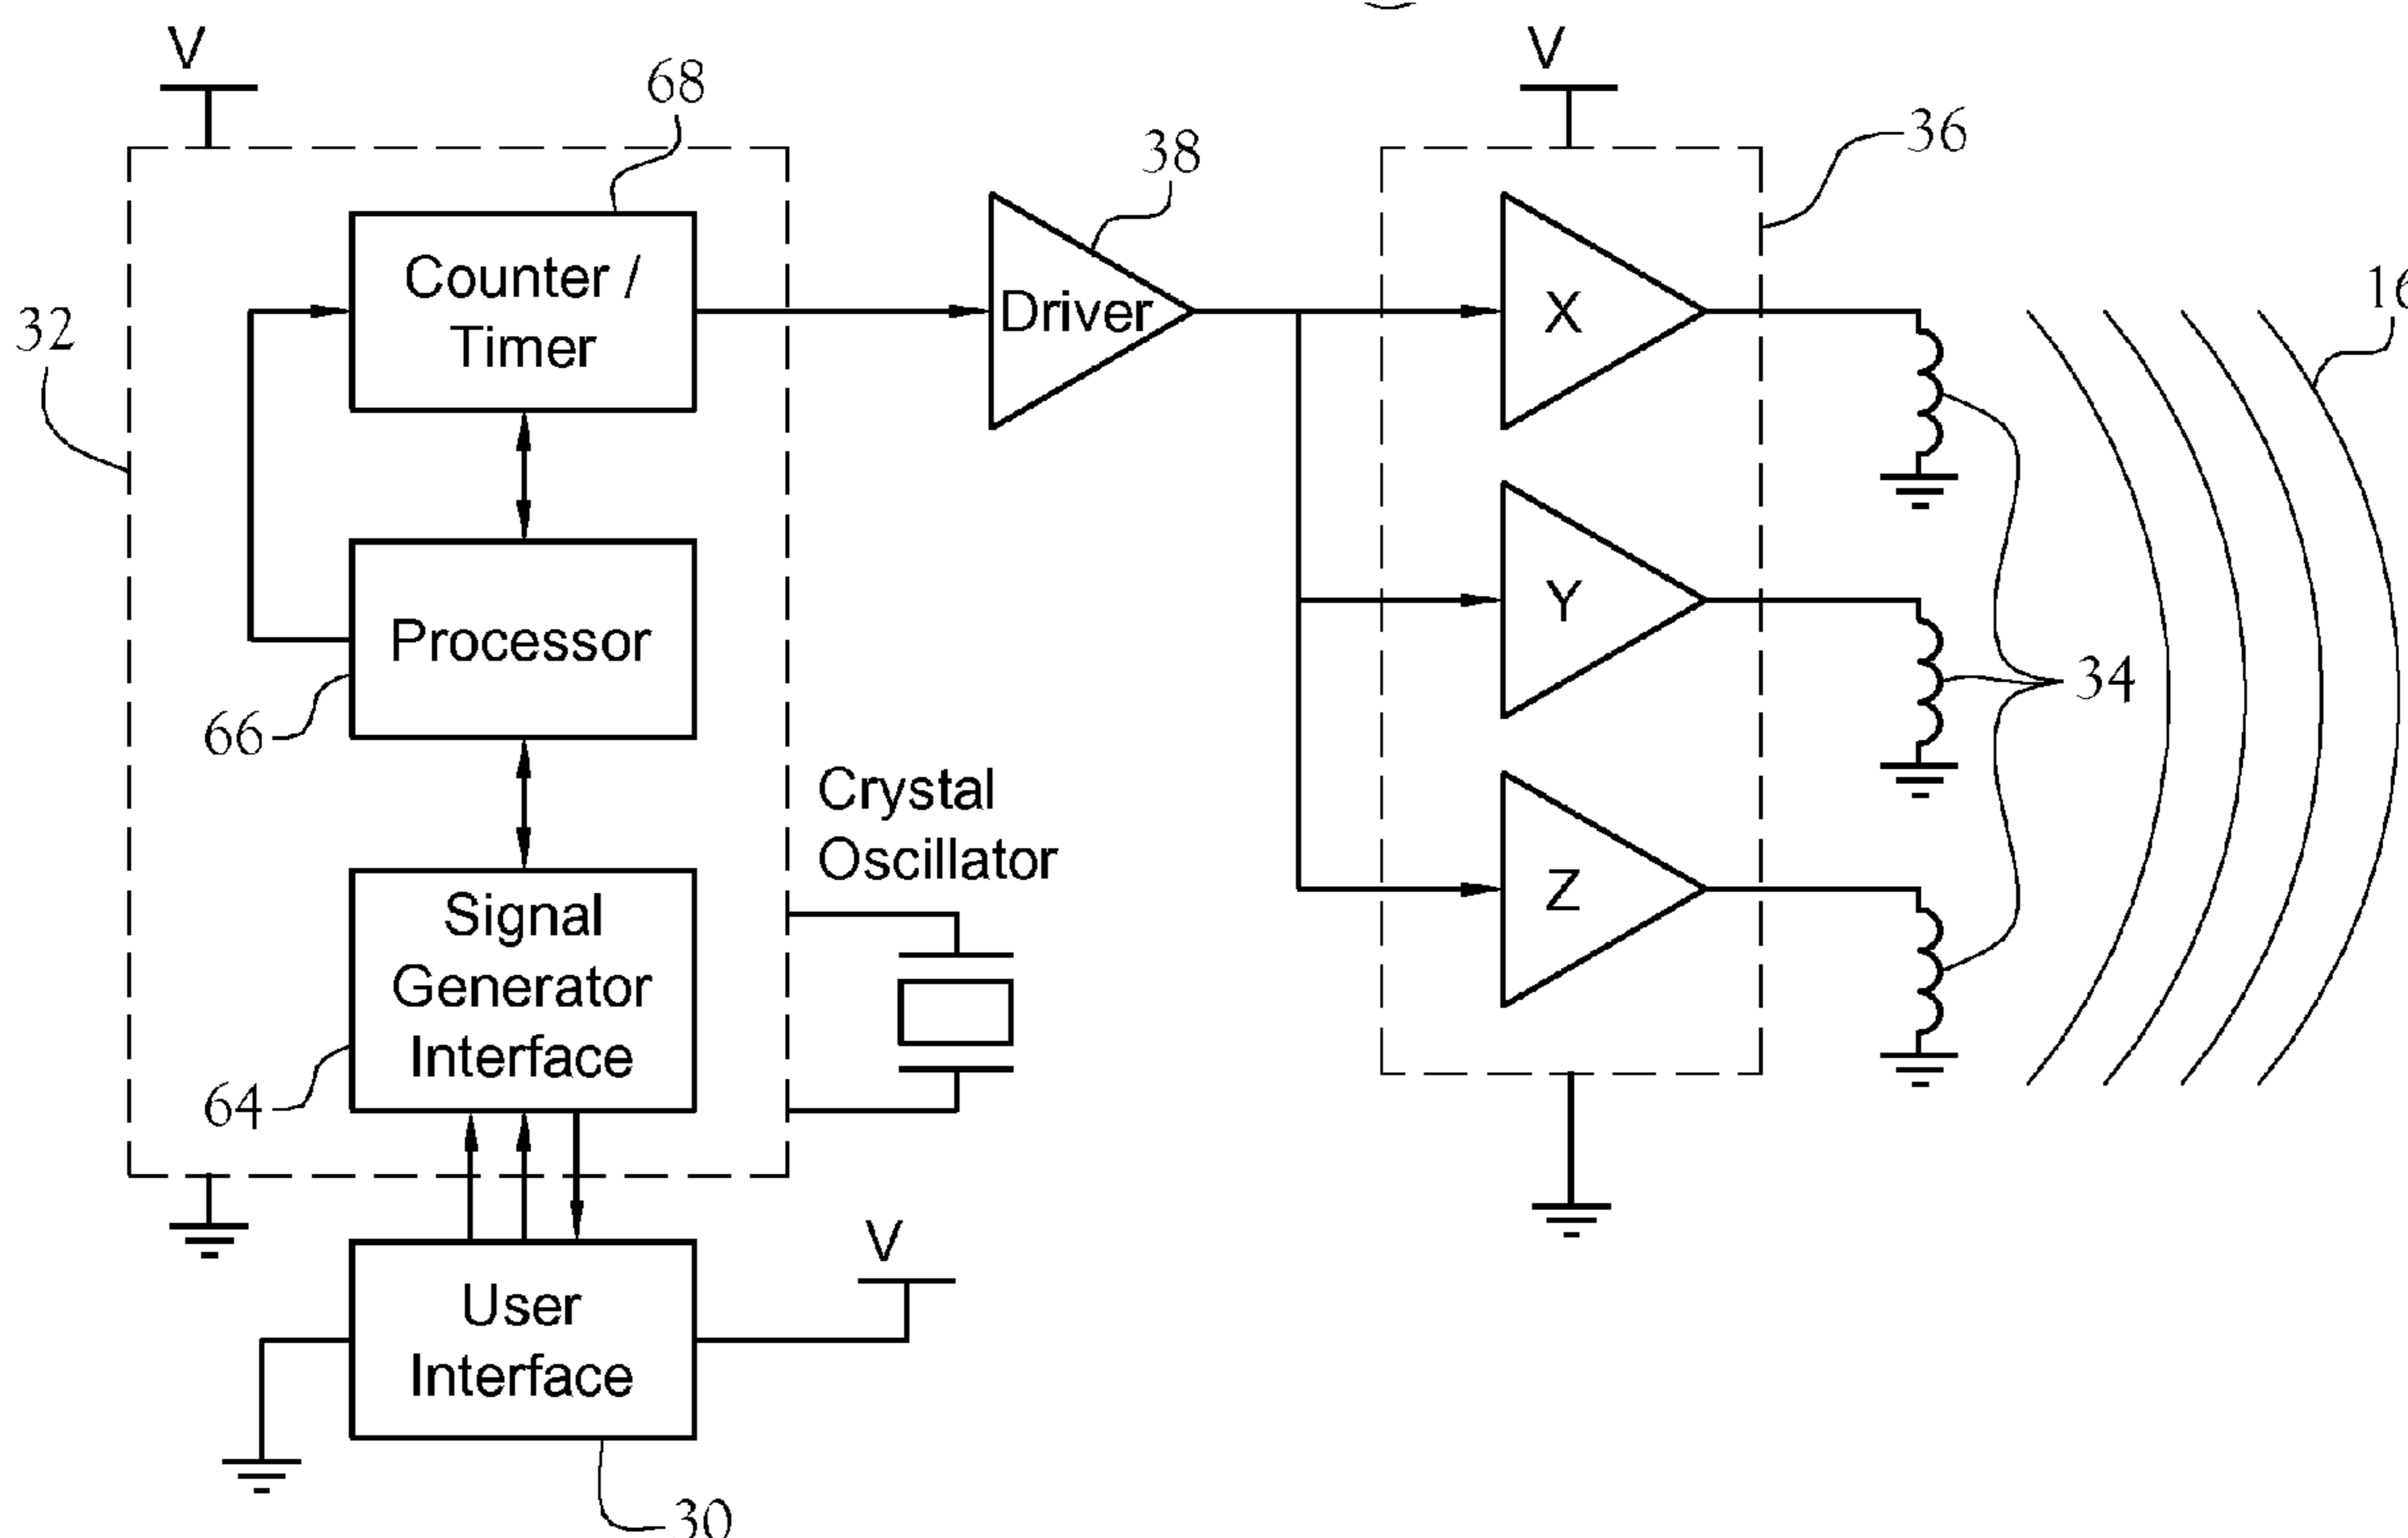 V
V
68
38
36
Counter /
Timer
Driver
X
32
Processor
Y
34
66
Crystal
Oscillator
Z
Signal
Generator
Interface
64
V
User
Interface
30